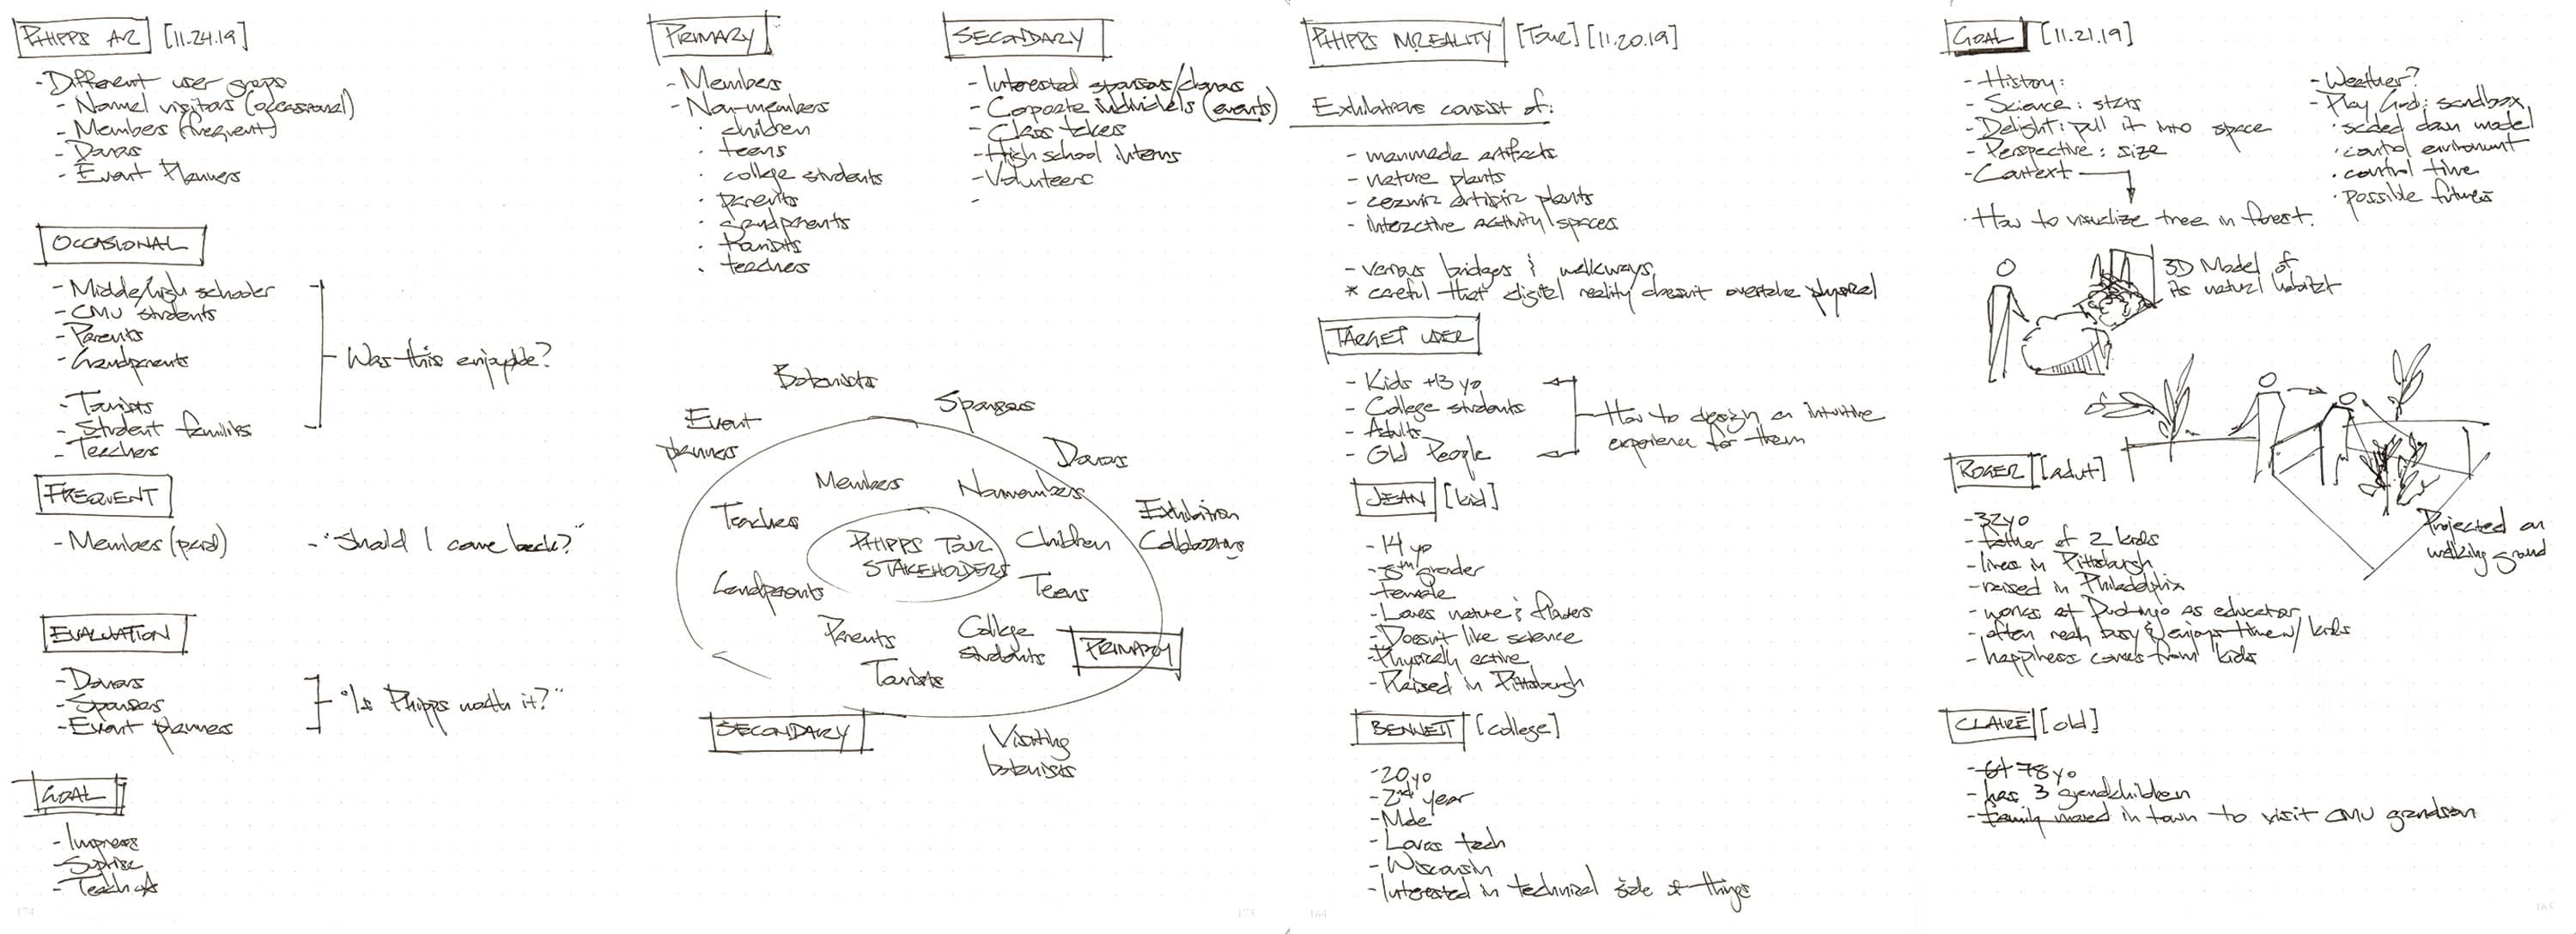 PHIPPS AR [11.24.19]
- Different user groups
- Normal visitors (occasional)
- Members (frequent)
- Donors
- Event Planners
OCCASIONAL
- Middle/high schooler
- CMU students
- Parents
- Grandparents
- Tourists
- Student families
- Teachers
Was this enjoyable?
FREQUENT
- Members (paid)
- "Should I come back?"
EVALUATION
- Donors
- Sponsors
- Event planners
"Is Phipps worth it?"
GOAL
- Impress
- Suprise
- Teach
174
PRIMARY
- Members
- Non-members
· children
· teens
· college students
· parents
· grandparents
· tourists
· teachers
SECONDARY
- Interested sponsors/donors
- Corporate individels (events)
- Class takers
- High school interns
- Volunteers
-
Botanists
Event
planners
Sponsors
Donors
Members
Nonmembers
Teachers
Exhibition
Collaborations
PHIPPS TOUR
STAKEHOLDERS
Children
Grandparents
Teens
Parents
College
students
PRIMARY
Tourists
SECONDARY
Visiting
botanists
175
PHIPPS M.REALITY [Tour] [11.20.19]
Exhibitions consist of:
- manmade artifacts
- nature plants
- artistic plants
- interactive activity spaces
- various bridges & walkways
* careful that digital reality doesn't overtake physical
TARGET USER
- Kids +13 yo
- College students
- Adults
- Old People
How to design an intuitive
experience for them
JEAN [kid]
- 14 yo
- 8th grader
- female
- Loves nature & flowers
- Doesn't like science
- Physically active
- Raised in Pittsburgh
BENNETT [college]
- 20 yo
- 2nd year
- Male
- Loves tech
- Wisconsin
- Interested in technical side of things
164
GOAL [11.21.19]
- History:
- Science: stats
- Delight: pull it into space
- Perspective: size
- Context
· How to visualize tree in forest.
- Weather?
- Play God: sandbox
· scaled down model
· control environment
· control time
· possible futures
3D Model of
its natural habitat
ROGER [adult]
- 32yo
- father of 2 kids
- lives in Pittsburgh
- raised in Philadelphia
- works at Duolingo as educator
- often really busy & enjoys time w/ kids
- happiness comes from kids
Projected on
walking ground
CLAIRE [old]
- 64 78 yo
- has 3 grandchildren
- family moved in town to visit CMU grandson
165